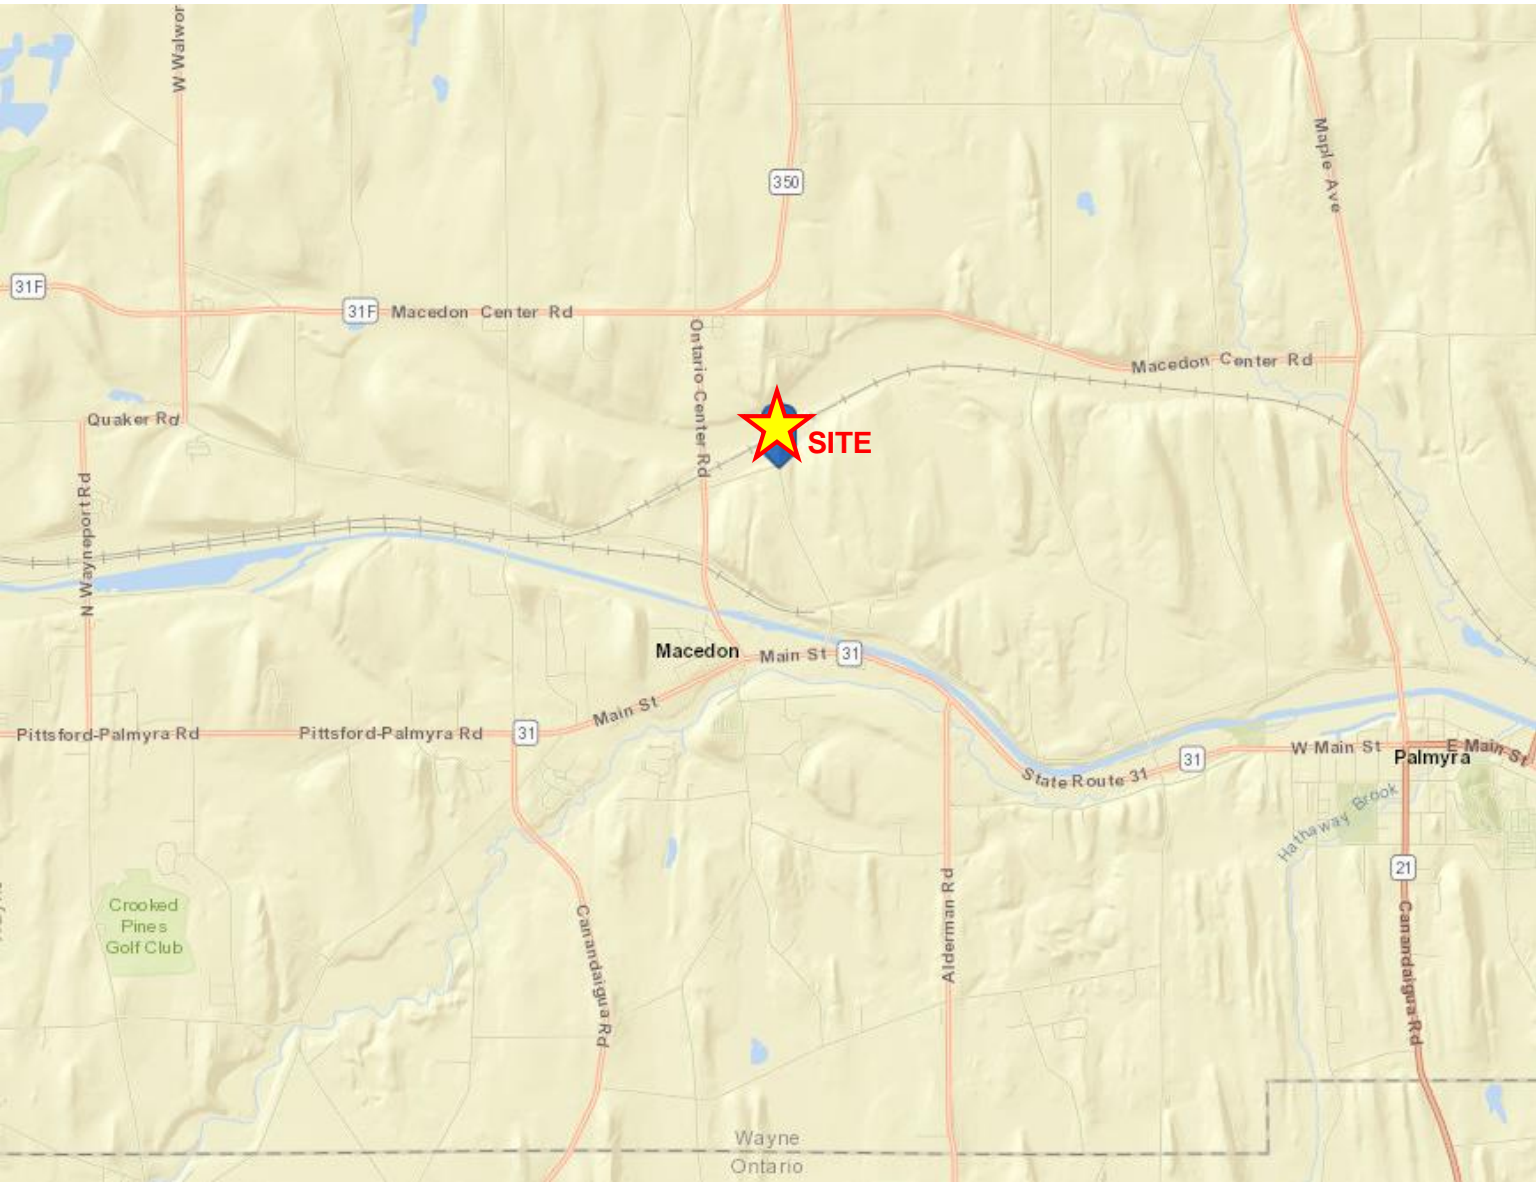 W Walwor
350
Maple Ave
31F
31F
Macedon Center Rd
Ontario Center Rd
Macedon Center Rd
Quaker Rd
SITE
N Wayneport Rd
Macedon
Main St
31
Main St
Pittsford-Palmyra Rd
Pittsford-Palmyra Rd
31
W Main St
E Main St
Palmyra
31
State Route 31
Hathaway Brook
21
Alderman Rd
Crooked
Pines
Golf Club
Canandaigua Rd
Canandaigua Rd
Wayne
Ontario